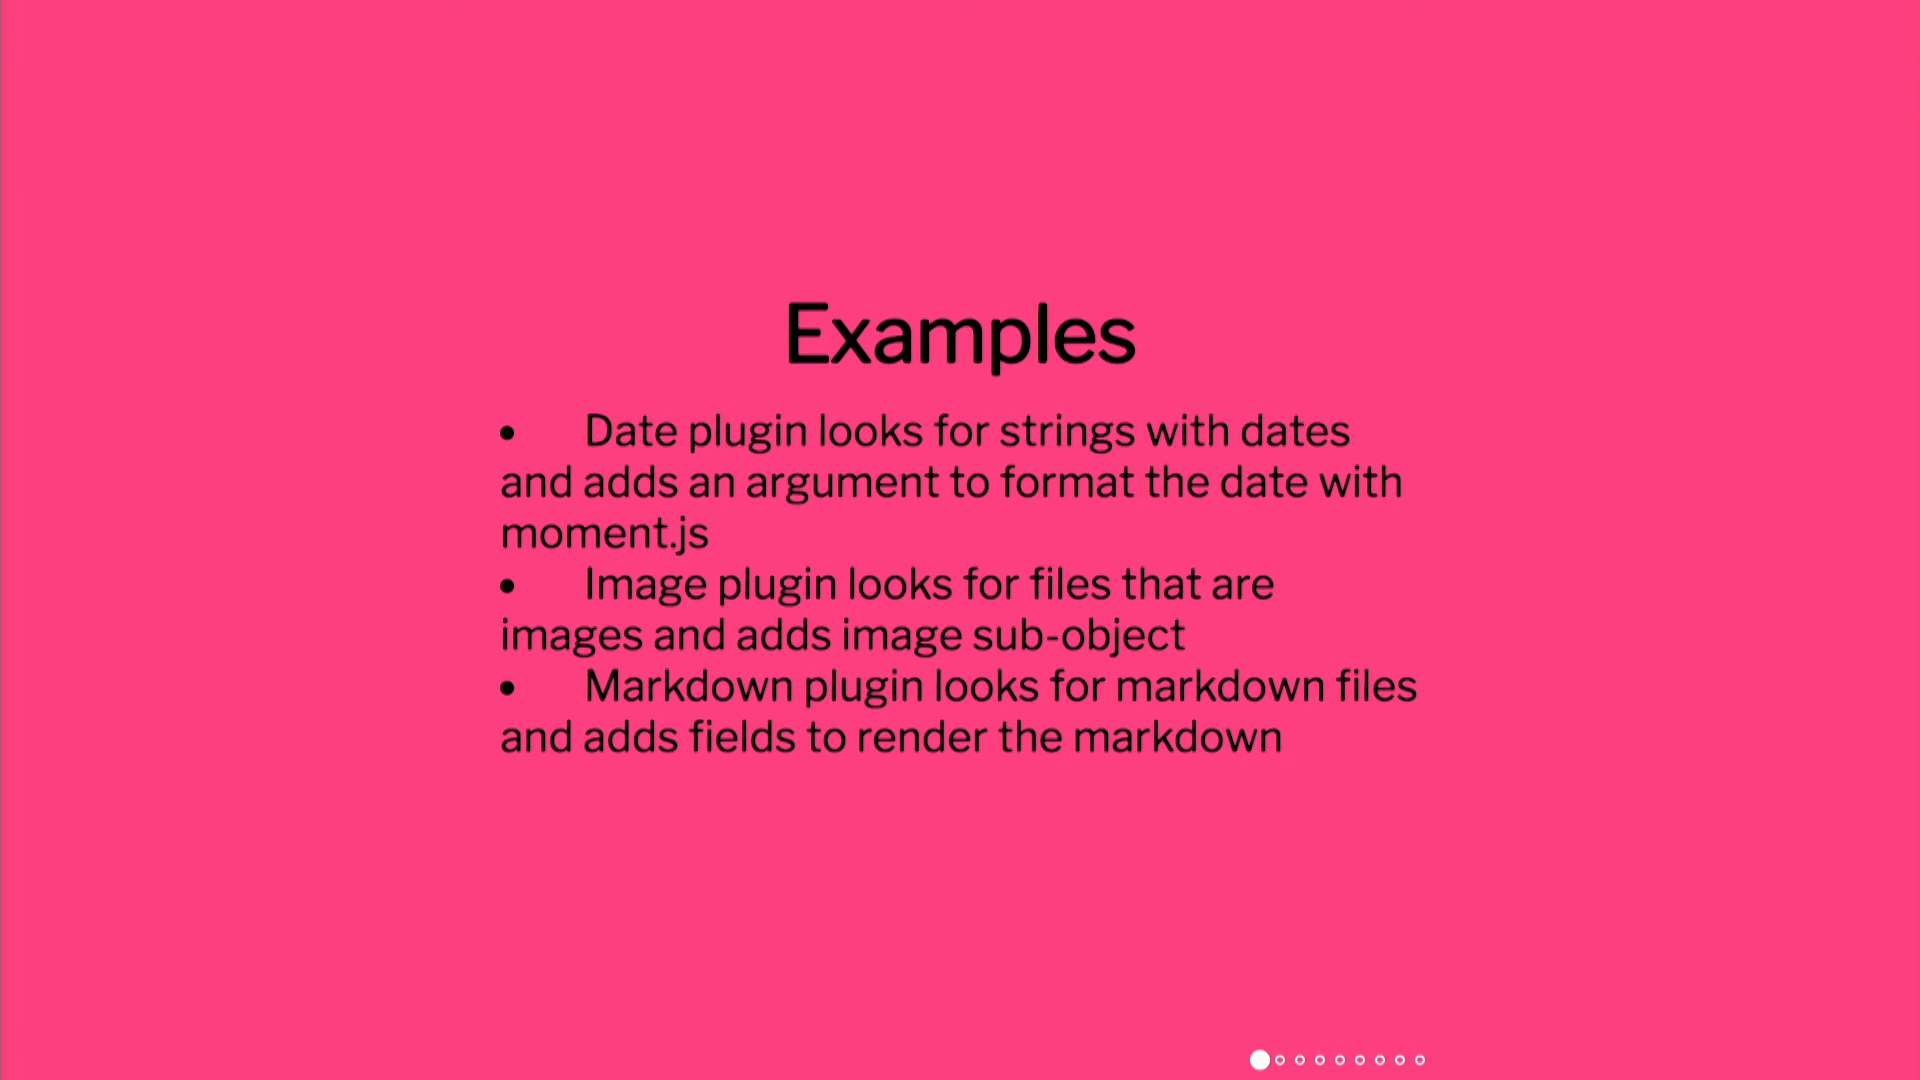 Examples
• Date plugin looks for strings with dates
and adds an argument to format the date with
moment.js
• Image plugin looks for files that are
images and adds image sub-object
• Markdown plugin looks for markdown files
and adds fields to render the markdown